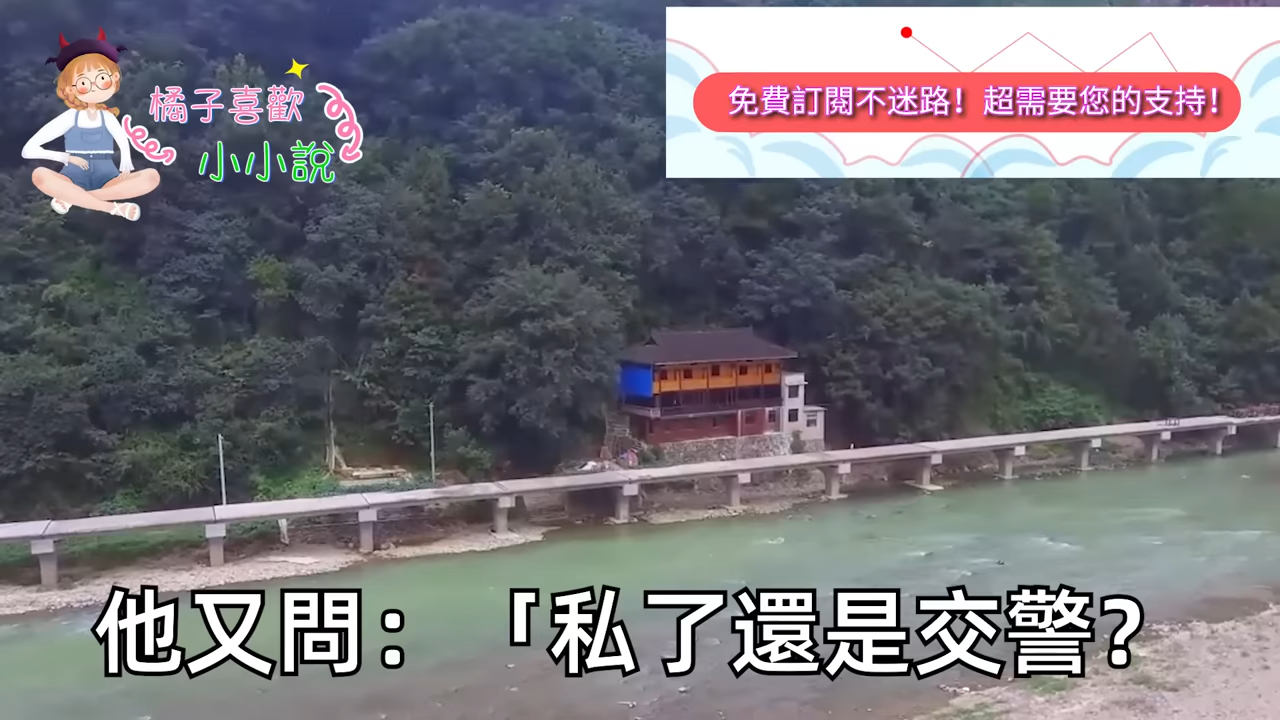 橘子喜歡
小小說
免費訂閱不迷路！超需要您的支持！
他又問：「私了還是交警？